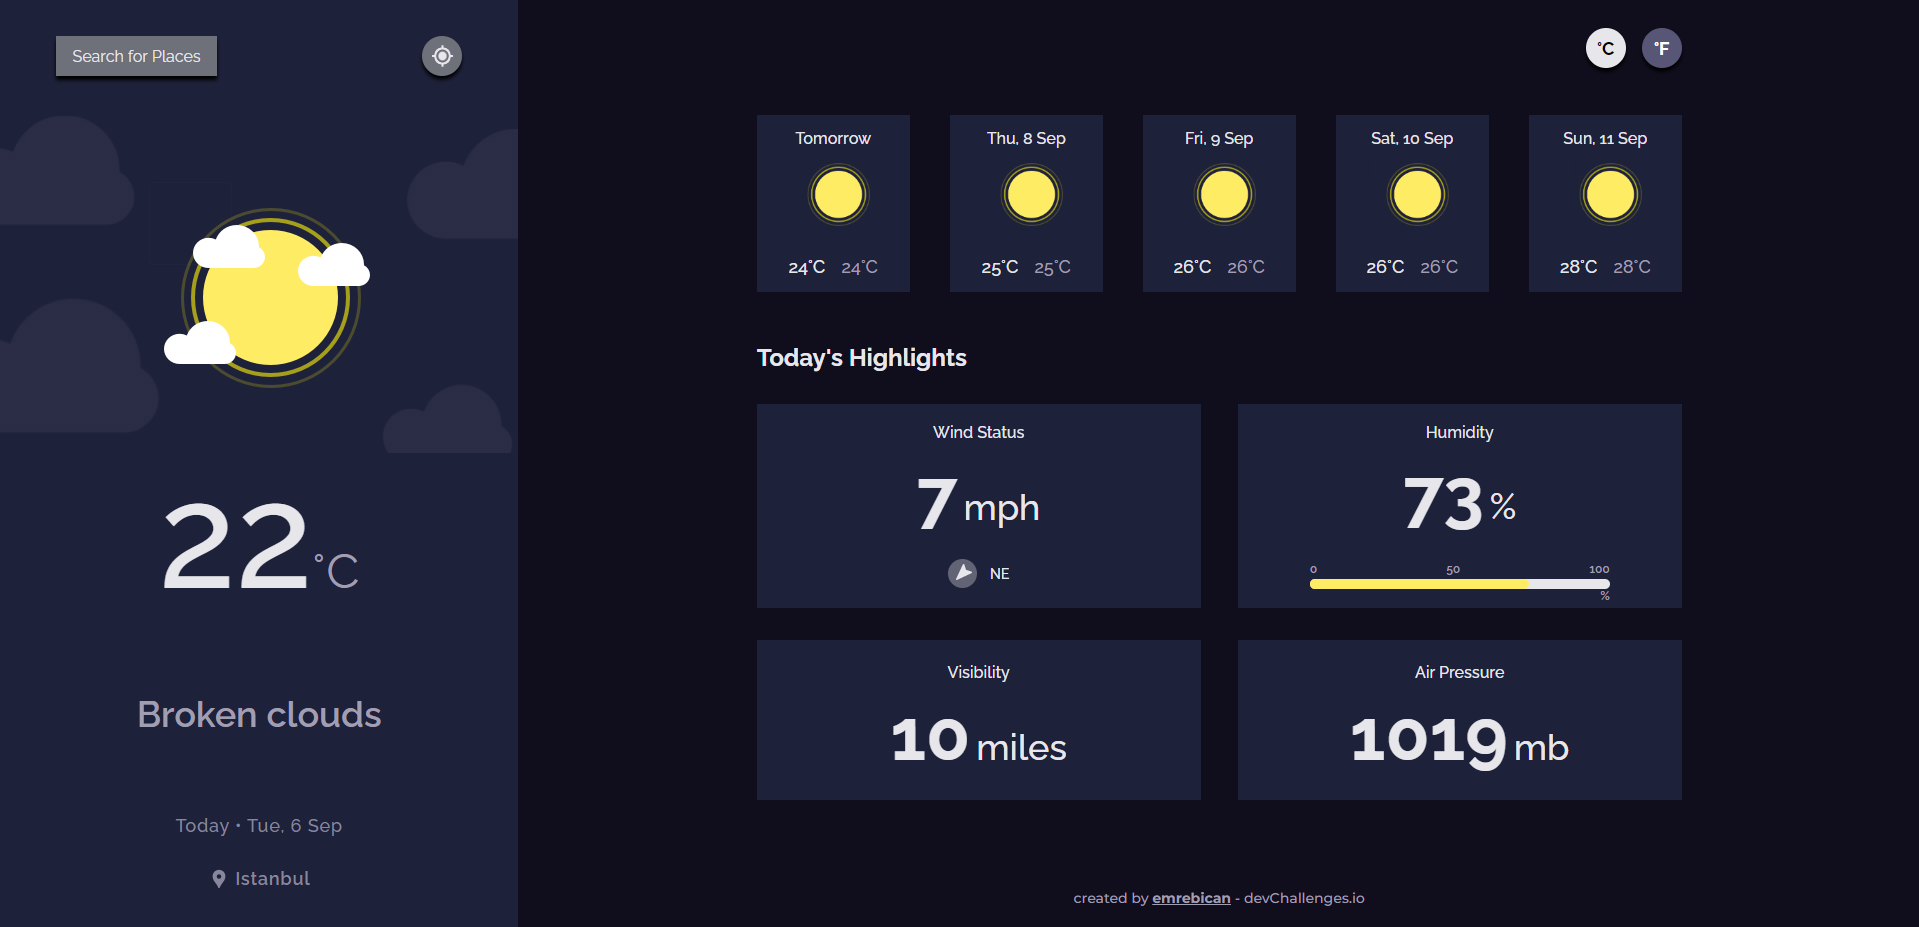 Search for Places
22°C
Broken clouds
Today • Tue, 6 Sep
Istanbul
°C °F
Tomorrow
24°C 24°C
Thu, 8 Sep
25°C 25°C
Fri, 9 Sep
26°C 26°C
Sat, 10 Sep
26°C 26°C
Sun, 11 Sep
28°C 28°C
Today's Highlights
Wind Status
7 mph
NE
Humidity
73 %
0 50 100
%
Visibility
10 miles
Air Pressure
1019 mb
created by emrebican - devChallenges.io